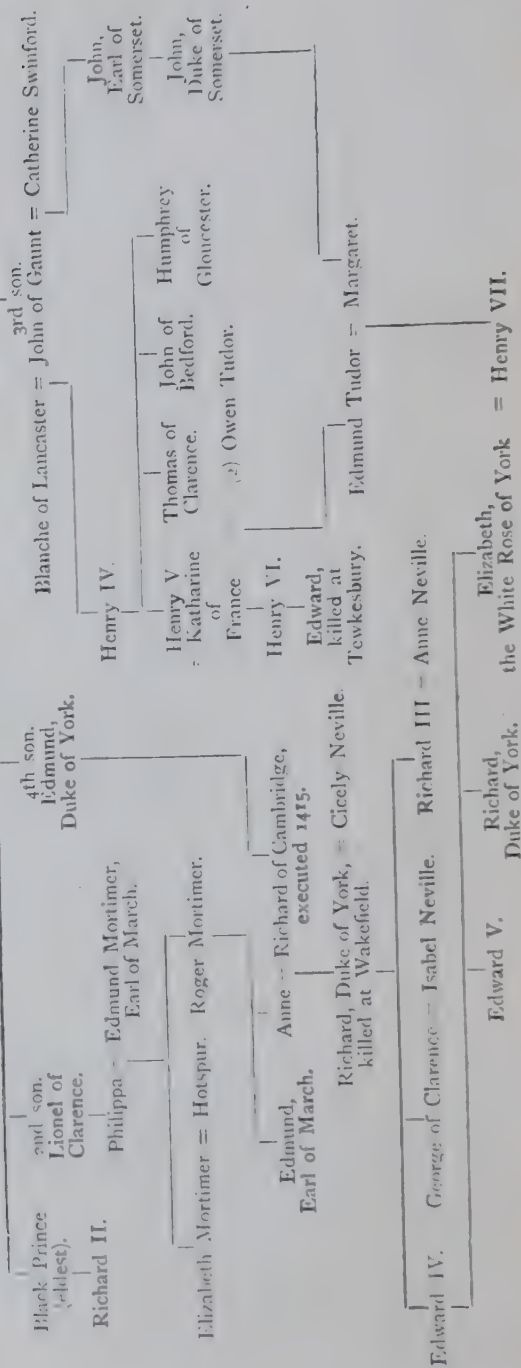 3rd son.
Blanche of Lancaster = John of Gaunt = Catherine Swinford.
4th son.
Edmund,
Duke of York.
2nd son.
Lionel of
Clarence.
Black Prince
(eldest).
Richard II.
Philippa - Edmund Mortimer,
Earl of March.
Henry IV.
John,
Earl of
Somerset.
Henry V
= Katharine
of
France
Thomas of
Clarence.
John of
Bedford.
Humphrey
of
Gloucester.
John,
Duke of
Somerset.
2) Owen Tudor.
Elizabeth Mortimer = Hotspur. Roger Mortimer.
Henry VI.
Edward,
killed at
Tewkesbury.
Edmund Tudor = Margaret.
Edmund,
Earl of March.
Anne -- Richard of Cambridge,
executed 1415.
Richard, Duke of York, = Cicely Neville.
killed at Wakefield.
Edward IV. George of Clarence - Isabel Neville. Richard III - Anne Neville.
Edward V.
Richard,
Duke of York.
Elizabeth,
the White Rose of York = Henry VII.